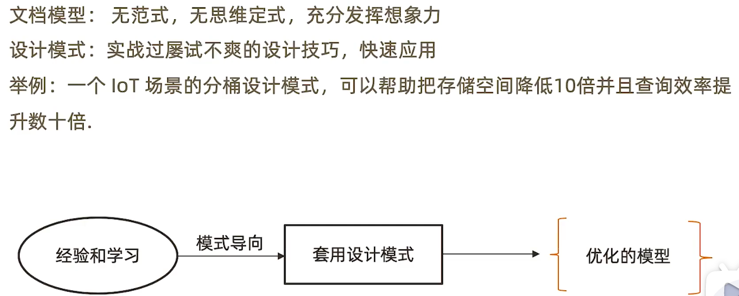 文档模型： 无范式，无思维定式，充分发挥想象力
设计模式： 实战过屡试不爽的设计技巧，快速应用
举例：一个 IoT 场景的分桶设计模式，可以帮助把存储空间降低10倍并且查询效率提
升数十倍.
经验和学习
模式导向
套用设计模式
优化的模型